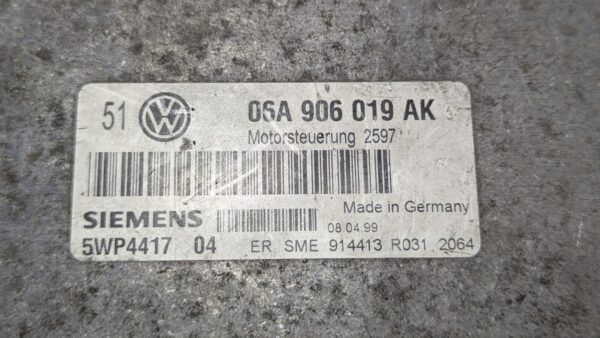 51 VW 06A 906 019 AK
Motorsteuerung 2597
Made in Germany
SIEMENS 08.04.99
5WP4417 04 ER SME 914413 R031 2064